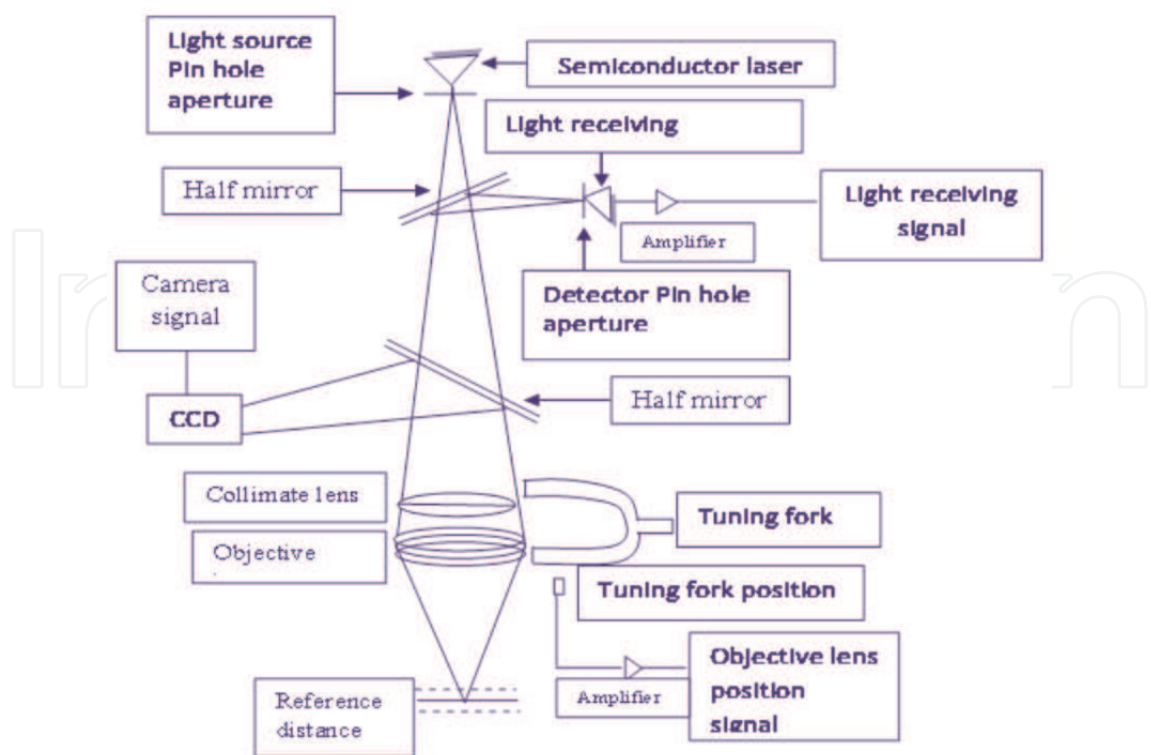 Light source
Pin hole
aperture
Semiconductor laser
Light receiving
Half mirror
Light receiving
signal
Amplifier
Camera
signal
Detector Pin hole
aperture
CCD
Half mirror
Collimate lens
Tuning fork
Objective
Tuning fork position
Objective lens
position
signal
Amplifier
Reference
distance